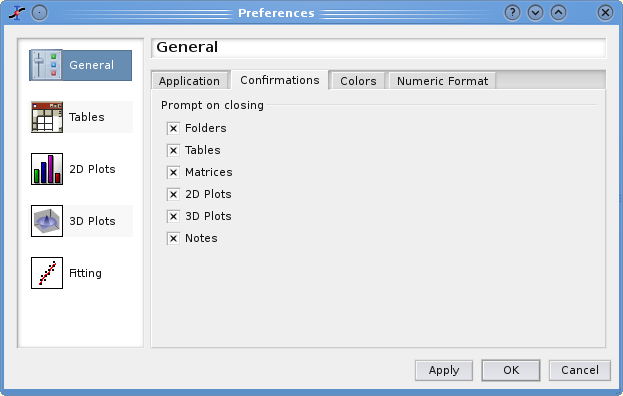 Preferences
General
General
Application Confirmations Colors Numeric Format
Tables
2D Plots
3D Plots
Fitting
Prompt on closing
Folders
Tables
Matrices
2D Plots
3D Plots
Notes
Apply OK Cancel